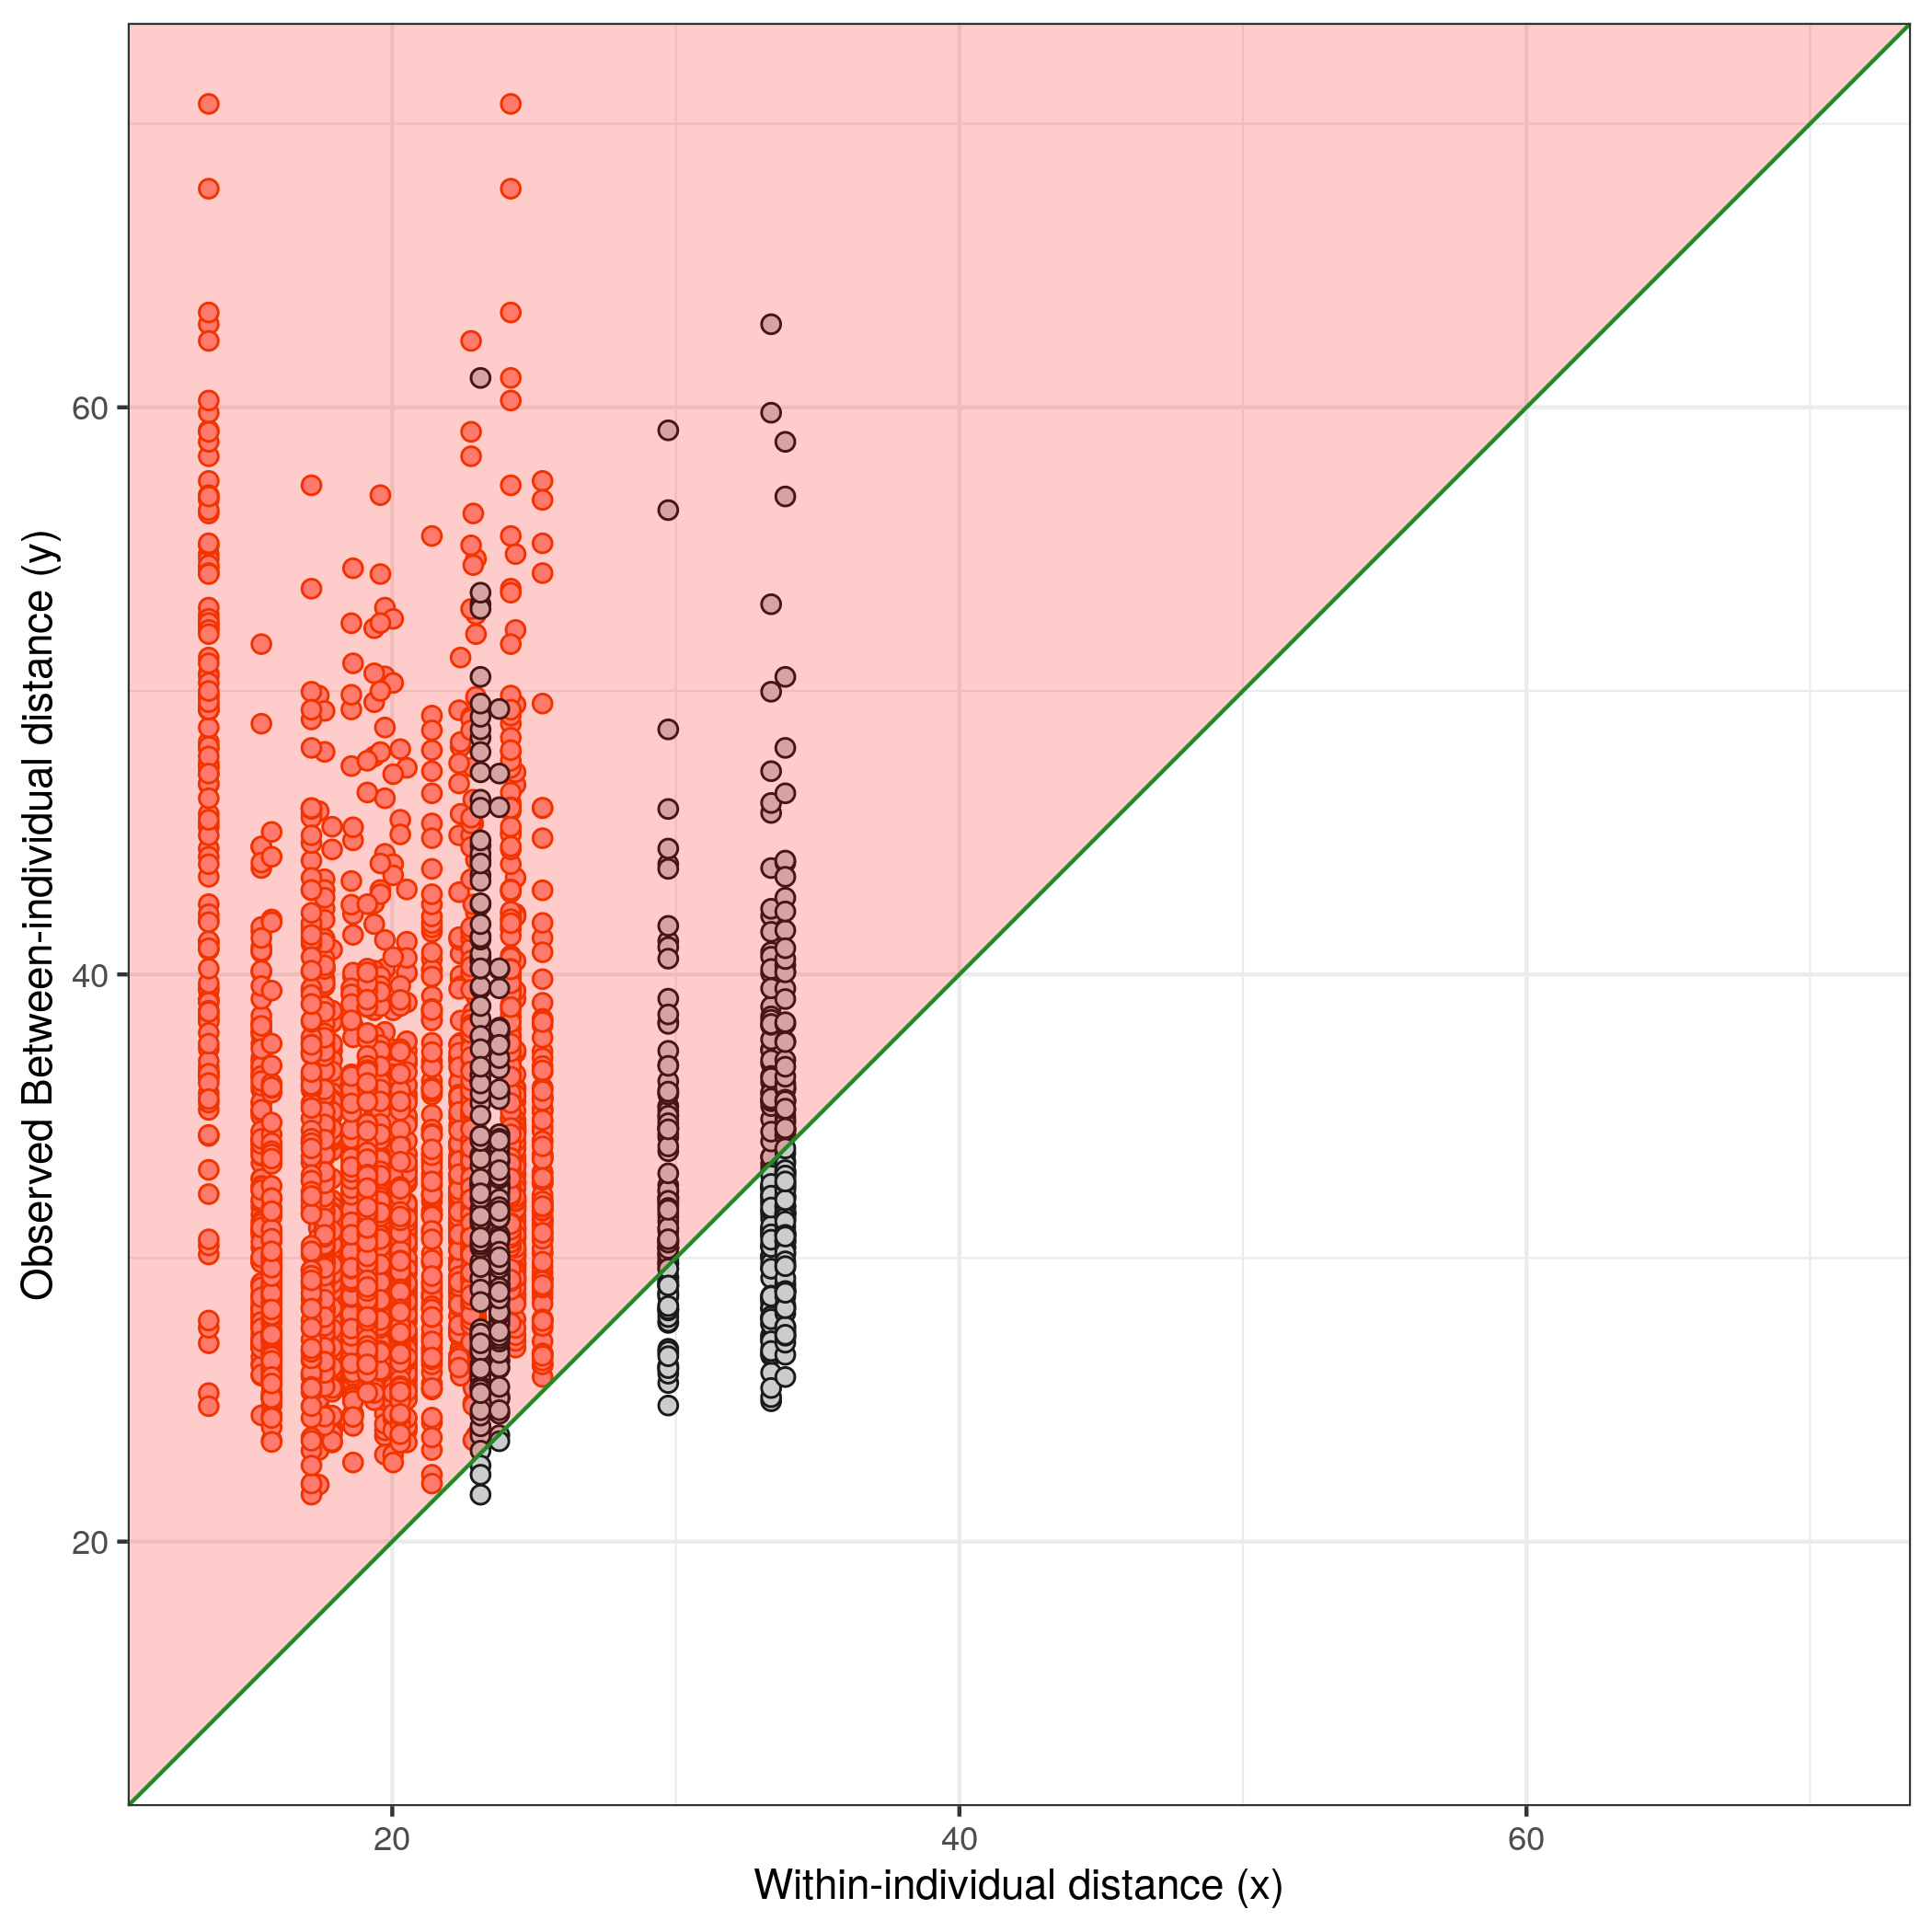 Observed Between-individual distance (y)
60
40
20
20 40 60
Within-individual distance (x)